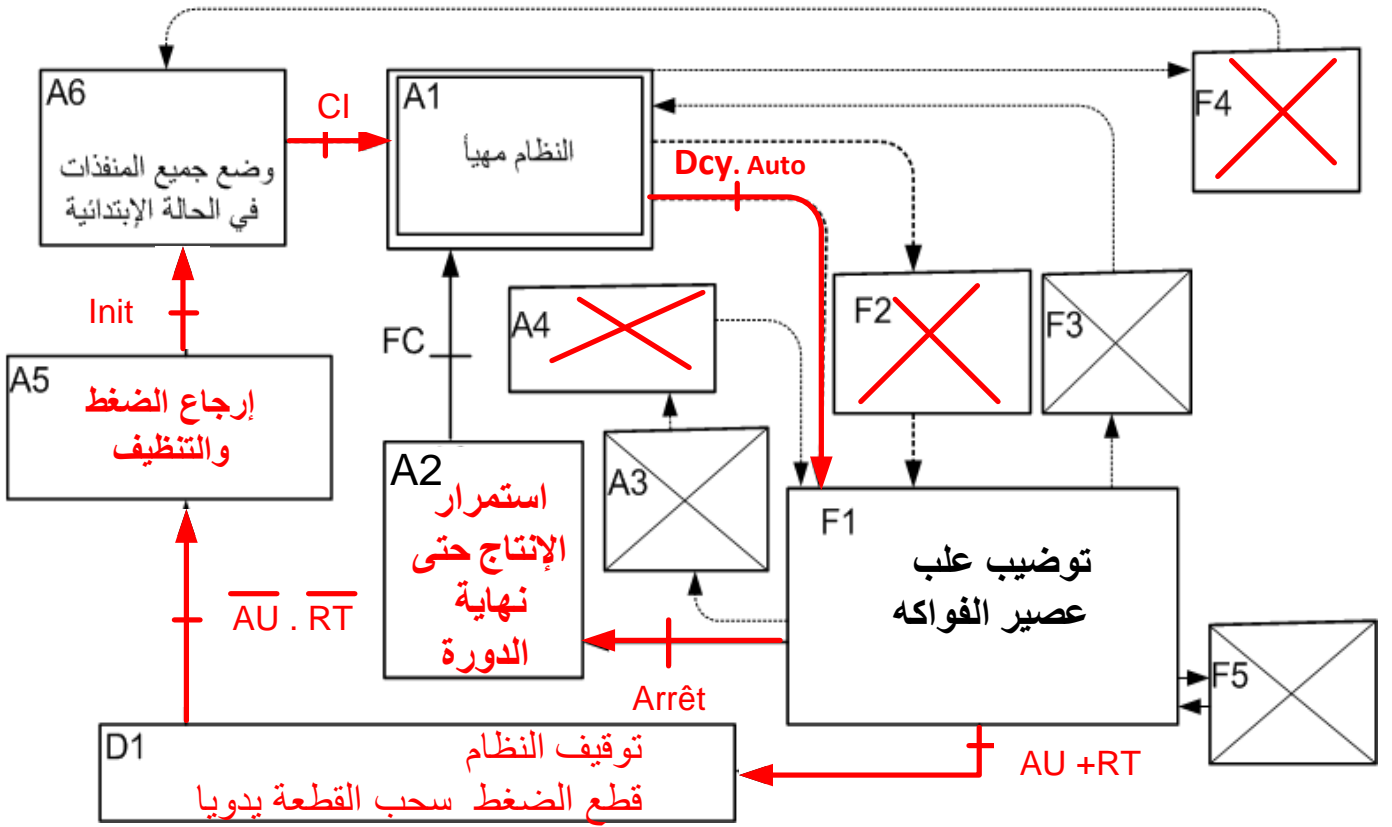 A6
وضع جميع المنفذات
في الحالة الإبتدائية
CI
A1
النظام مهيأ
Dcy. Auto
F4
Init
FC
A4
F2
F3
A5
إرجاع الضغط
والتنظيف
A2
استمرار
الإنتاج حتى
نهاية
الدورة
A3
F1
توضيب علب
عصير الفواكه
A̅U̅ . R̅T̅
Arrêt
F5
D1
توقيف النظام
قطع الضغط سحب القطعة يدويا
AU +RT